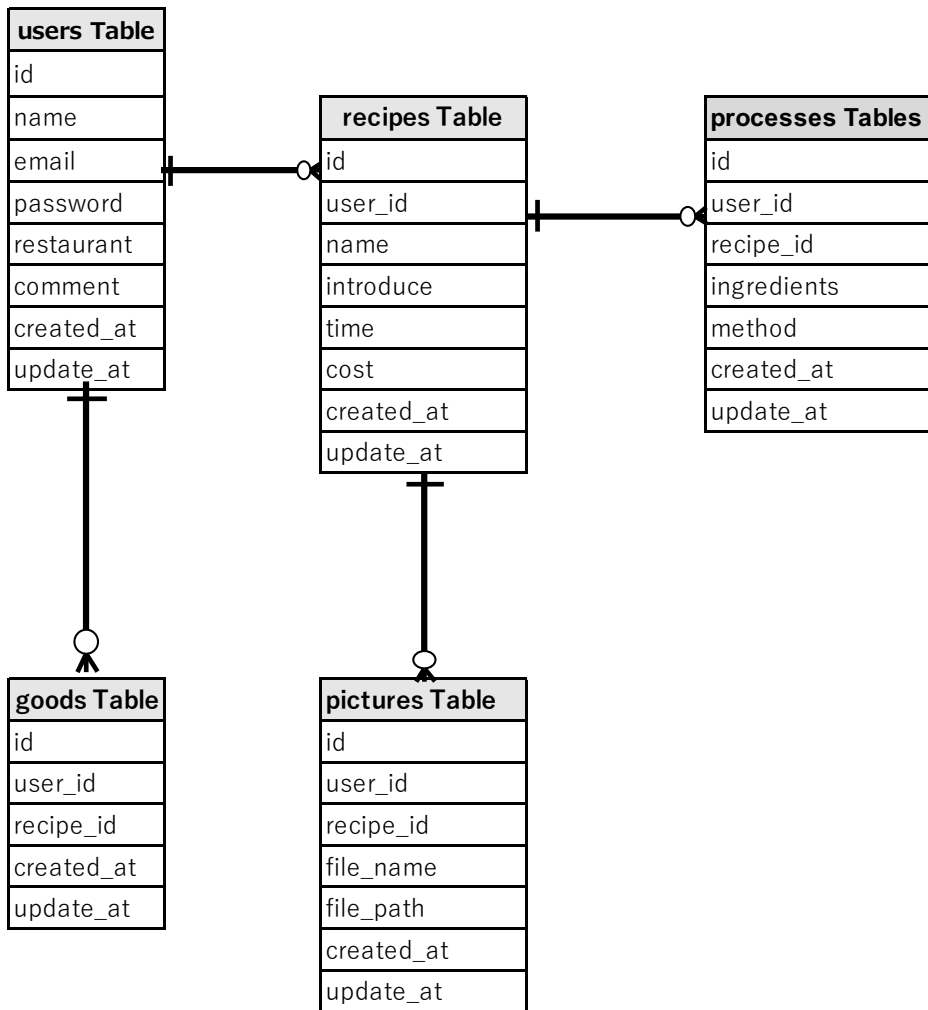 users Table
id
name
email
password
restaurant
comment
created_at
update_at
recipes Table
id
user_id
name
introduce
time
cost
created_at
update_at
processes Tables
id
user_id
recipe_id
ingredients
method
created_at
update_at
goods Table
id
user_id
recipe_id
created_at
update_at
pictures Table
id
user_id
recipe_id
file_name
file_path
created_at
update_at